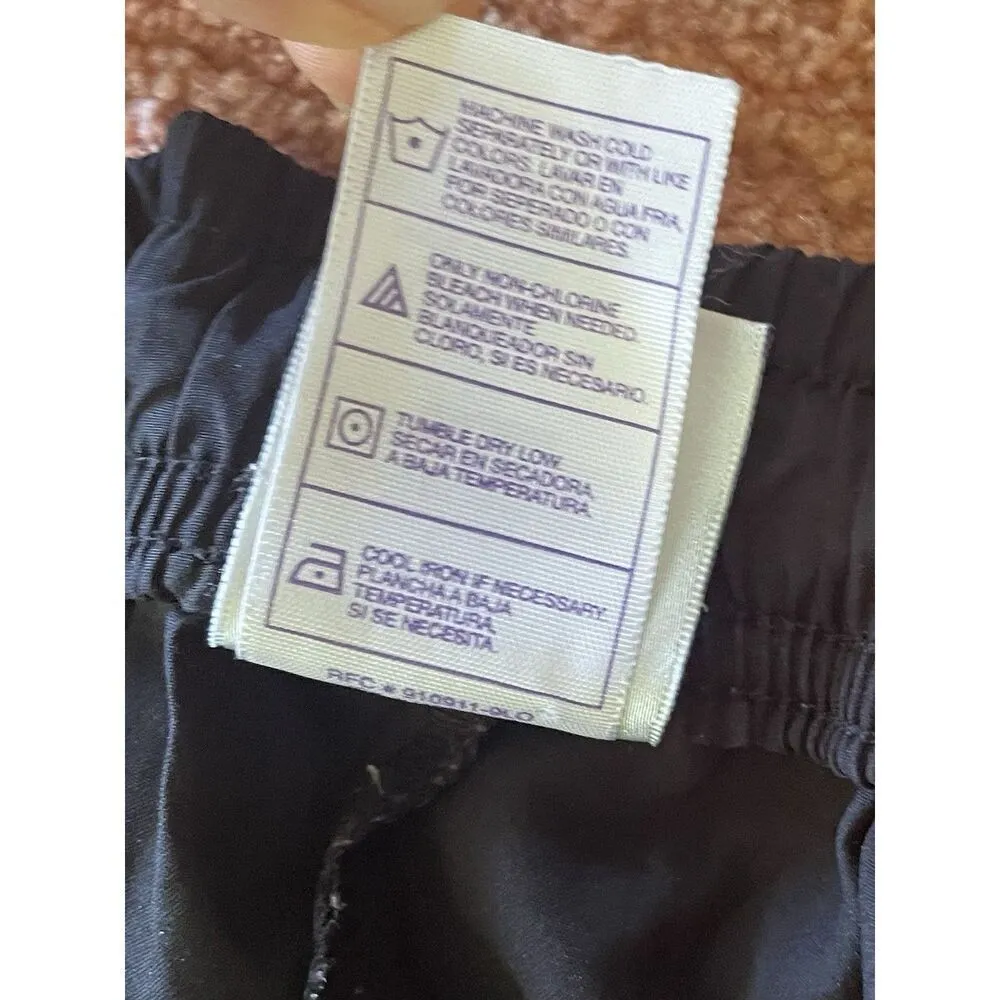 MACHINE WASH COLD
SEPARATELY OR WITH LIKE
COLORS. LAVAR EN
LAVADORA CON AGUA FRIA,
POR SEPERADO O CON
COLORIES SIMILARES.
ONLY NON-CHLORINE
BLEACH WHEN NEEDED.
SOLAMENTE
BLANQUEADOR SIN
CLORO, SI ES NECESARIO.
TUMBLE DRY LOW.
SECAR EN SECADORA
A BAJA TEMPERATURA.
COOL IRON IF NECESSARY.
PLANCHA A BAJA
TEMPERATURA,
SI SE NECESITA.